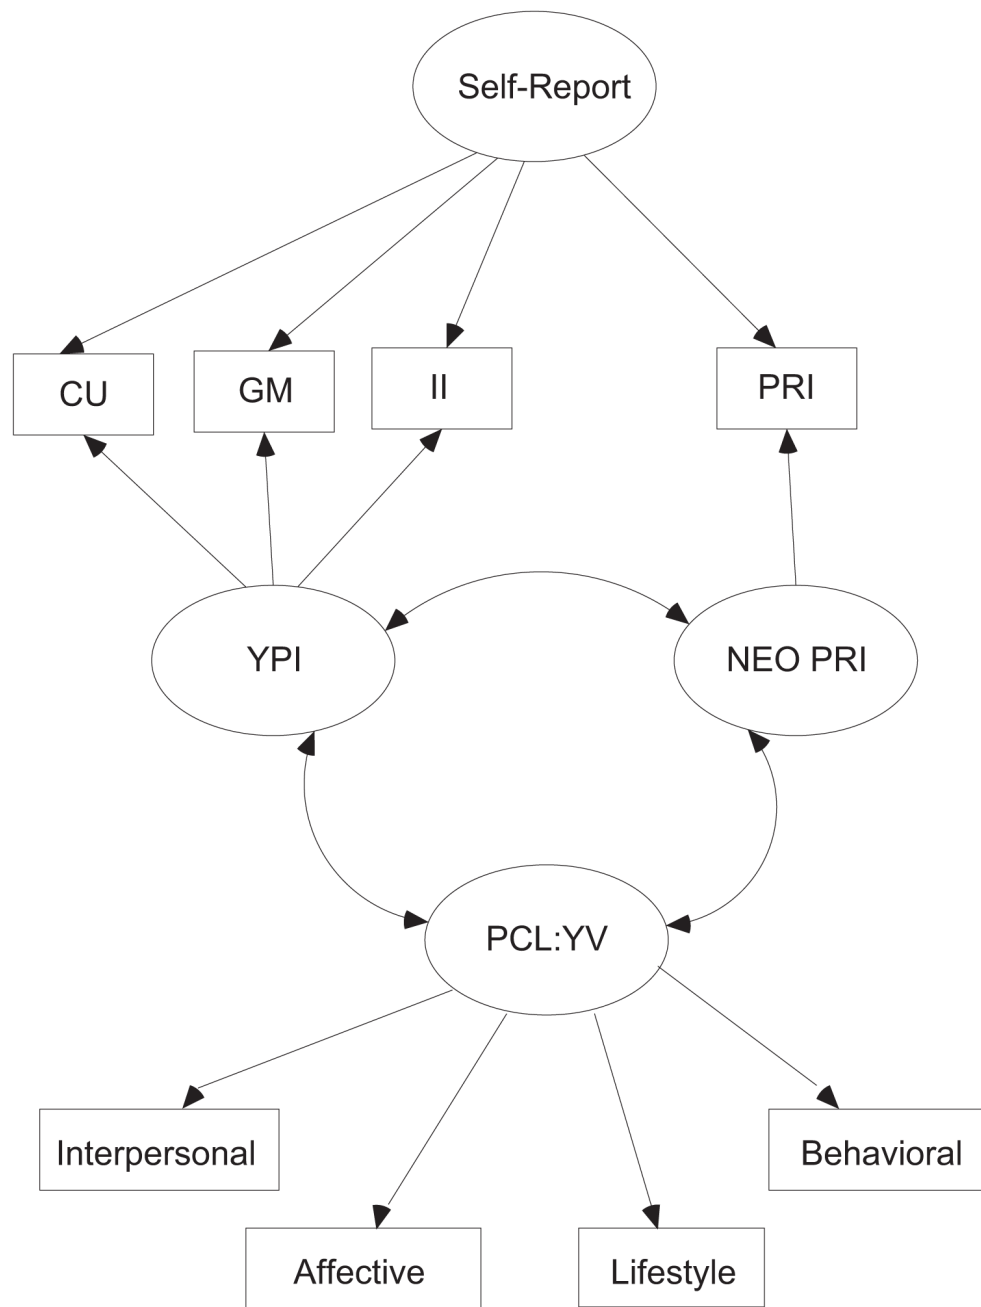 Self-Report
CU
GM
II
PRI
YPI
NEO PRI
PCL:YV
Interpersonal
Behavioral
Affective
Lifestyle